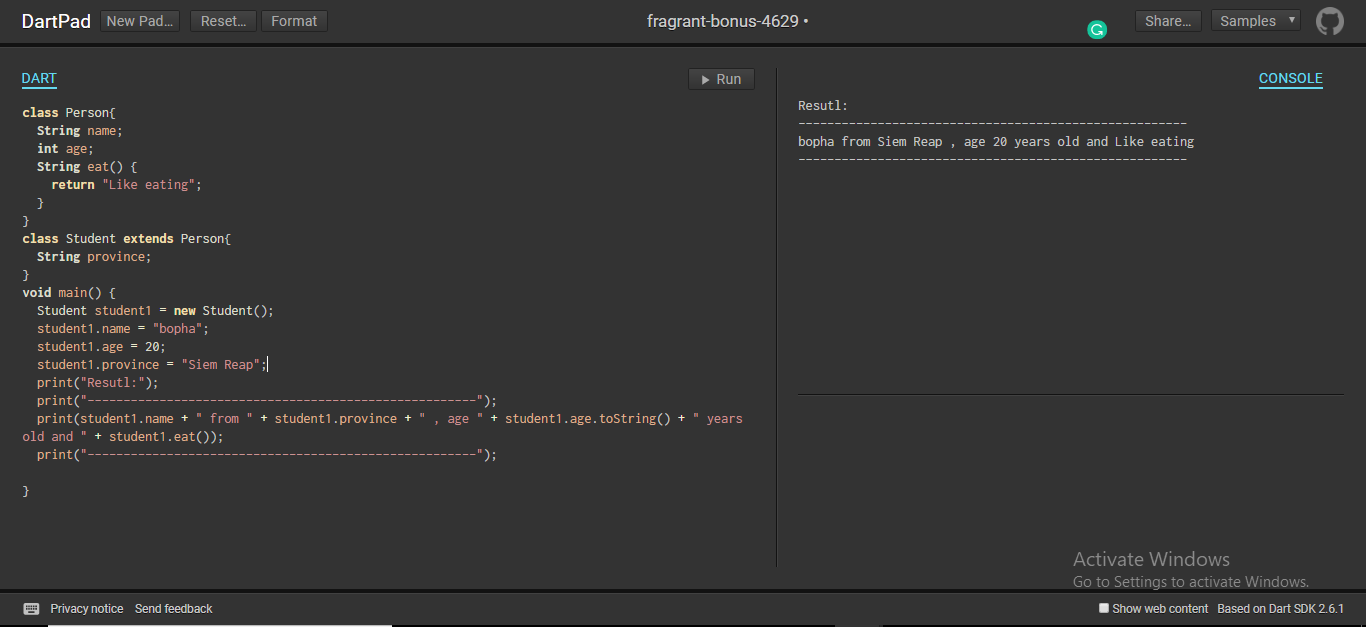 DartPad New Pad... Reset... Format fragrant-bonus-4629 • Share... Samples
DART
Run
class Person{
String name;
int age;
String eat() {
return "Like eating";
}
}
class Student extends Person{
String province;
}
void main() {
Student student1 = new Student();
student1.name = "bopha";
student1.age = 20;
student1.province = "Siem Reap";
print("Resutl:");
print("------------------------------------------------------");
print(student1.name + " from " + student1.province + " , age " + student1.age.toString() + " years
old and " + student1.eat());
print("------------------------------------------------------");
}
CONSOLE
Resutl:
------------------------------------------------------
bopha from Siem Reap , age 20 years old and Like eating
------------------------------------------------------
Activate Windows
Go to Settings to activate Windows.
Privacy notice Send feedback Show web content Based on Dart SDK 2.6.1